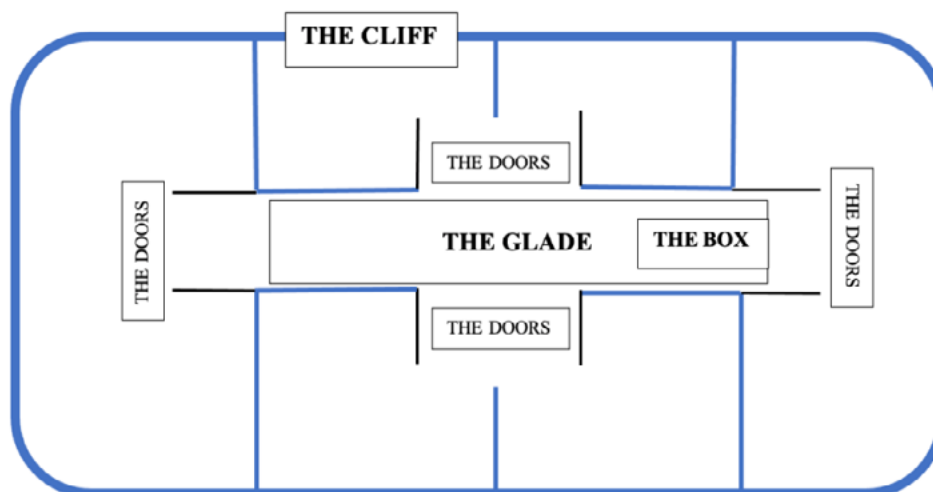 THE CLIFF
THE DOORS
THE DOORS
THE GLADE
THE BOX
THE DOORS
THE DOORS